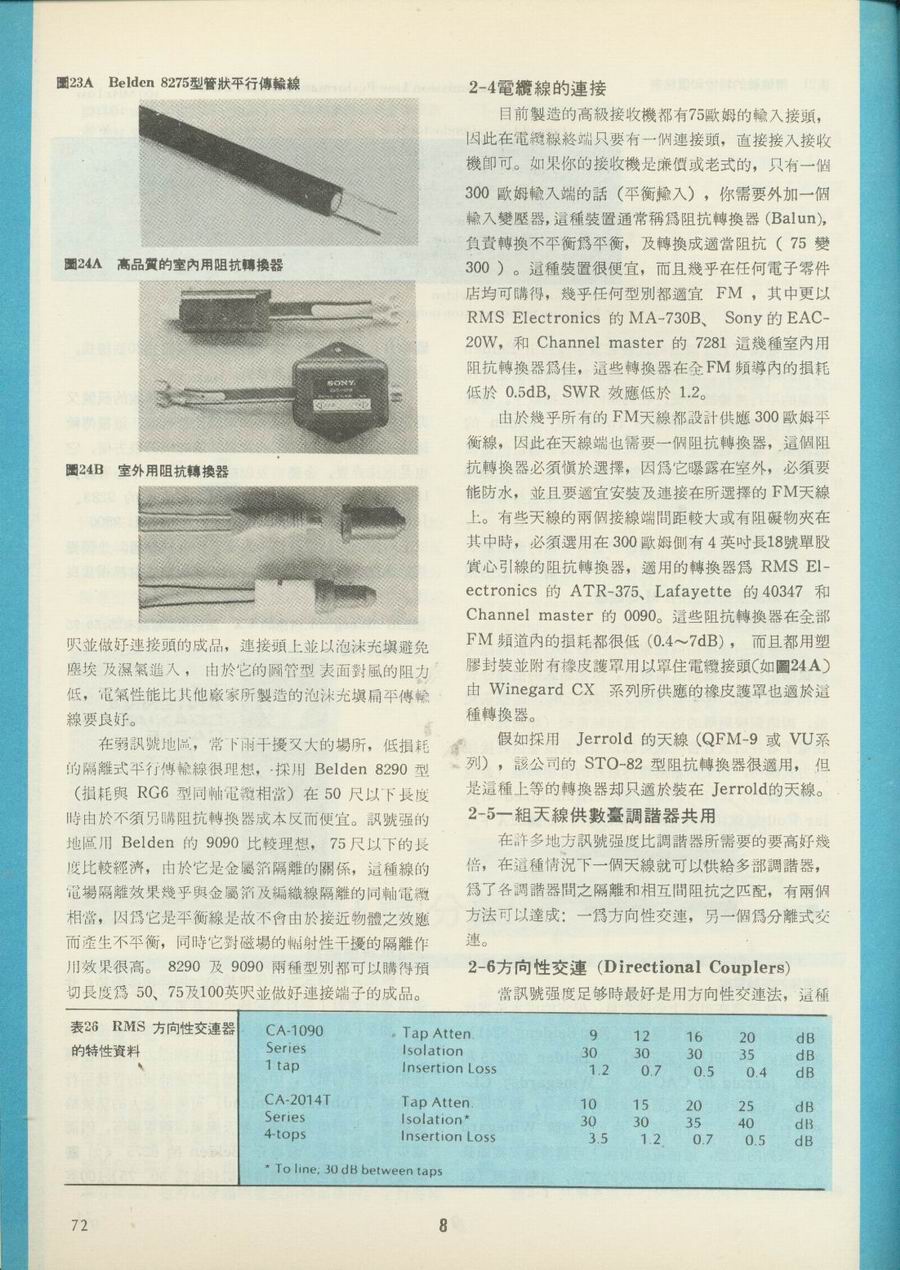 圖23A Belden 8275型管狀平行傳輸線
圖24A 高品質的室內用阻抗轉換器
SONY.
圖24B 室外用阻抗轉換器
呎並做好連接頭的成品，連接頭上並以泡沫充塡避免
塵埃及濕氣進入，由於它的圓管型表面對風的阻力
低，電氣性能比其他廠家所製造的泡沫充塡扁平傳輸
線要良好。
在弱訊號地區，常下雨干擾又大的場所，低損耗
的隔離式平行傳輸線很理想，採用 Belden 8290 型
（損耗與 RG6 型同軸電纜相當）在 50 尺以下長度
時由於不須另購阻抗轉換器成本反而便宜。訊號强的
地區用 Belden 的 9090 比較理想，75尺以下的長
度比較經濟，由於它是金屬箔隔離的關係，這種線的
電場隔離效果幾乎與金屬箔及編織線隔離的同軸電纜
相當，因爲它是平衡線是故不會由於接近物體之效應
而產生不平衡，同時它對磁場的輻射性干擾的隔離作
用效果很高。 8290 及 9090 兩種型別都可以購得預
切長度爲 50、75及100英呎並做好連接端子的成品。
2-4電纜線的連接
目前製造的高級接收機都有75歐姆的輸入接頭，
因此在電纜線終端只要有一個連接頭，直接接入接收
機卽可。如果你的接收機是廉價或老式的，只有一個
300 歐姆輸入端的話（平衡輸入），你需要外加一個
輸入變壓器，這種裝置通常稱爲阻抗轉換器 (Balun)，
負責轉換不平衡爲平衡，及轉換成適當阻抗（ 75 變
300 ）。這種裝置很便宜，而且幾乎在任何電子零件
店均可購得，幾乎任何型別都適宜 FM ，其中更以
RMS Electronics 的 MA-730B、 Sony 的 EAC-
20W，和 Channel master 的 7281 這幾種室內用
阻抗轉換器爲佳，這些轉換器在全FM 頻導內的損耗
低於 0.5dB, SWR 效應低於 1.2。
由於幾乎所有的 FM天線都設計供應 300 歐姆平
衡線，因此在天線端也需要一個阻抗轉換器，這個阻
抗轉換器必須愼於選擇，因爲它曝露在室外，必須要
能防水，並且要適宜安裝及連接在所選擇的 FM天線
上。有些天線的兩個接線端間距較大或有阻礙物夾在
其中時，必須選用在 300 歐姆側有 4 英吋長18號單股
實心引線的阻抗轉換器，適用的轉換器爲 RMS El-
ectronics 的 ATR-375、Lafayette 的 40347 和
Channel master 的 0090。這些阻抗轉換器在全部
FM 頻道內的損耗都很低（0.4～7dB），而且都用塑
膠封裝並附有橡皮護罩用以單住電纜接頭(如圖24A)
由 Winegard CX 系列所供應的橡皮護罩也適於這
種轉換器。
假如採用 Jerrold 的天線 (QFM-9 或 VU系
列），該公司的 STO-82 型阻抗轉換器很適用， 但
是這種上等的轉換器却只適於裝在 Jerrold的天線。
2-5一組天線供數臺調諧器共用
在許多地方訊號强度比調諧器所需要的要高好幾
倍，在這種情況下一個天線就可以供給多部調諧器，
爲了各調諧器間之隔離和相互間阻抗之匹配，有兩個
方法可以達成：一爲方向性交連，另一個爲分離式交
連。
2-6方向性交連 (Directional Couplers)
當訊號强度足够時最好是用方向性交連法，這種
表26 RMS 方向性交連器
的特性資料
CA-1090 Tap Atten. 9 12 16 20 dB
Series Isolation 30 30 30 35 dB
1 tap Insertion Loss 1.2 0.7 0.5 0.4 dB
CA-2014T Tap Atten. 10 15 20 25 dB
Series Isolation* 30 30 35 40 dB
4-tops Insertion Loss 3.5 1.2 0.7 0.5 dB
* To line; 30 dB between taps
72
8